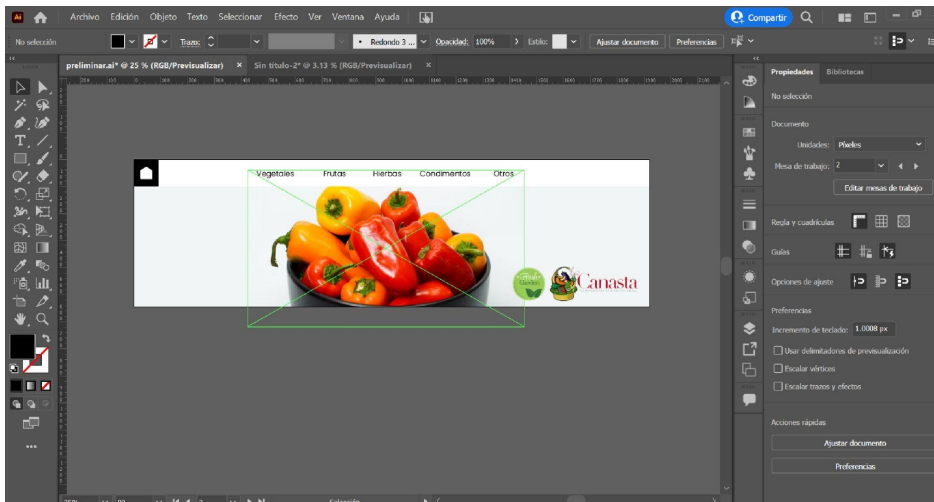 Ai Archivo Edición Objeto Texto Seleccionar Efecto Ver Ventana Ayuda Compartir
No selección Trazo: Redondo 3 ... Opacidad: 100% Estilo: Ajustar documento Preferencias
preliminar.ai* @ 25 % (RGB/Previsualizar) × Sin título-2* @ 3.13 % (RGB/Previsualizar) ×
Propiedades Bibliotecas
No selección
Documento
Unidades: Píxeles
Mesa de trabajo: 2
Editar mesas de trabajo
Regla y cuadrículas
Guías
Opciones de ajuste
Preferencias
Incremento de teclado: 1.0008 px
Usar delimitadores de previsualización
Escalar vértices
Escalar trazos y efectos
Acciones rápidas
Ajustar documento
Preferencias
Vegetales Frutas Hierbas Condimentos Otros
Canasta
25% 2 Selección